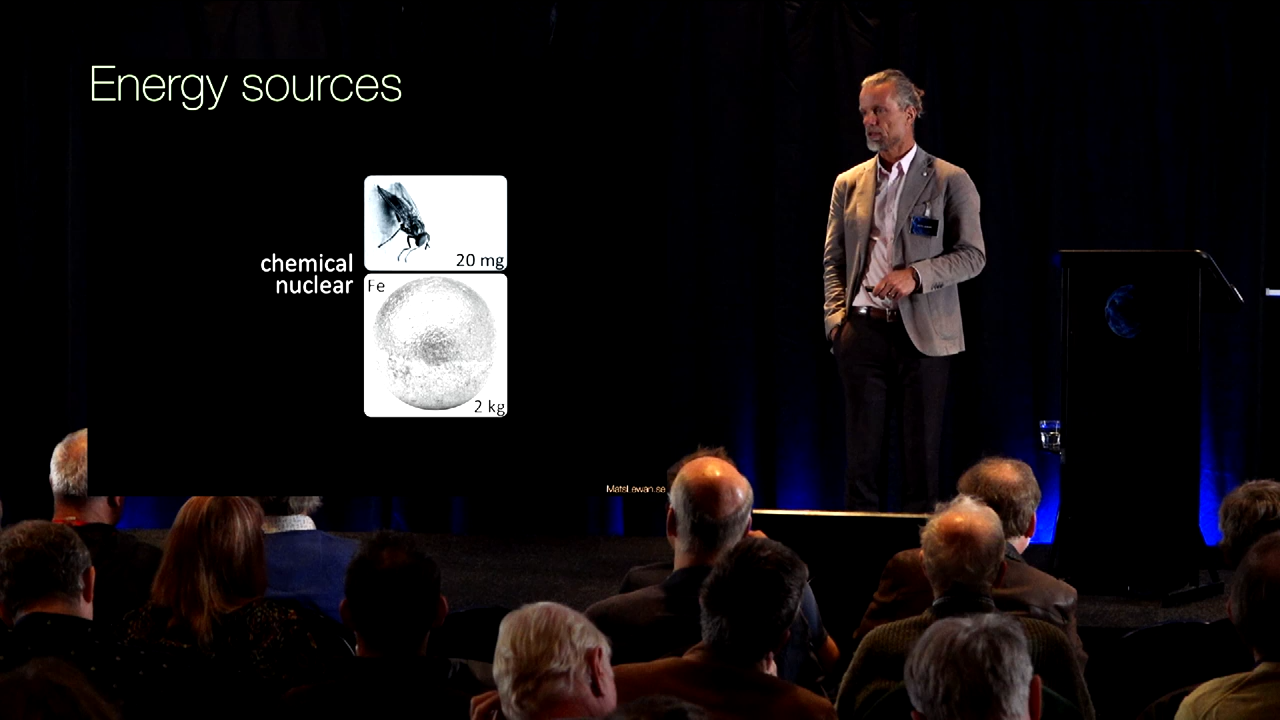 Energy sources
20 mg
chemical
nuclear
Fe
2 kg
MatsLewan.se